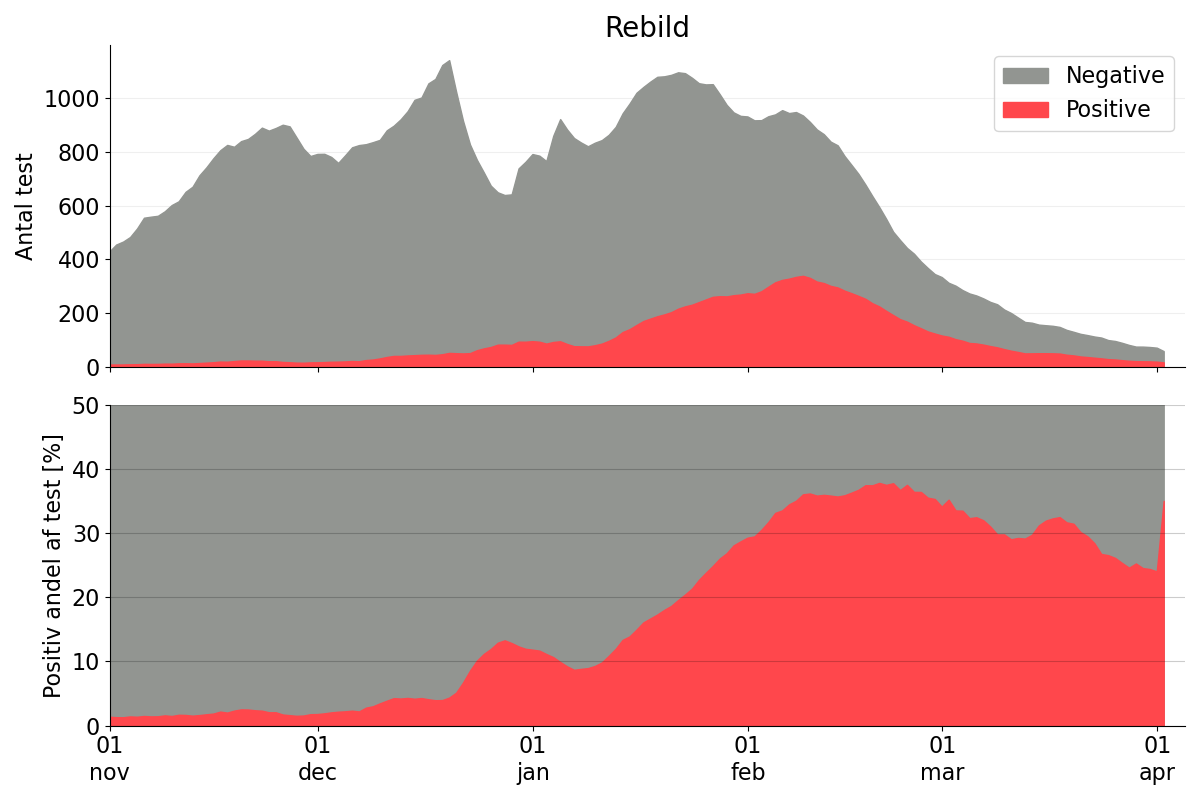 Rebild
Negative
Positive
Antal test
1000
800
600
400
200
0
Positiv andel af test [%]
50
40
30
20
10
0
01 01 01 01 01 01
nov dec jan feb mar apr